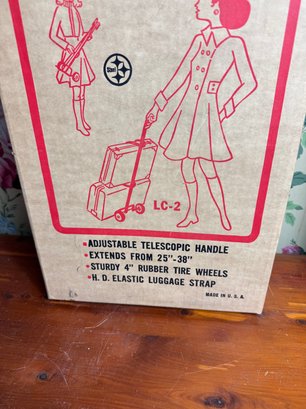 LC-2
•ADJUSTABLE TELESCOPIC HANDLE
•EXTENDS FROM 25"-38"
•STURDY 4" RUBBER TIRE WHEELS
•H. D. ELASTIC LUGGAGE STRAP
MADE IN U. S. A.